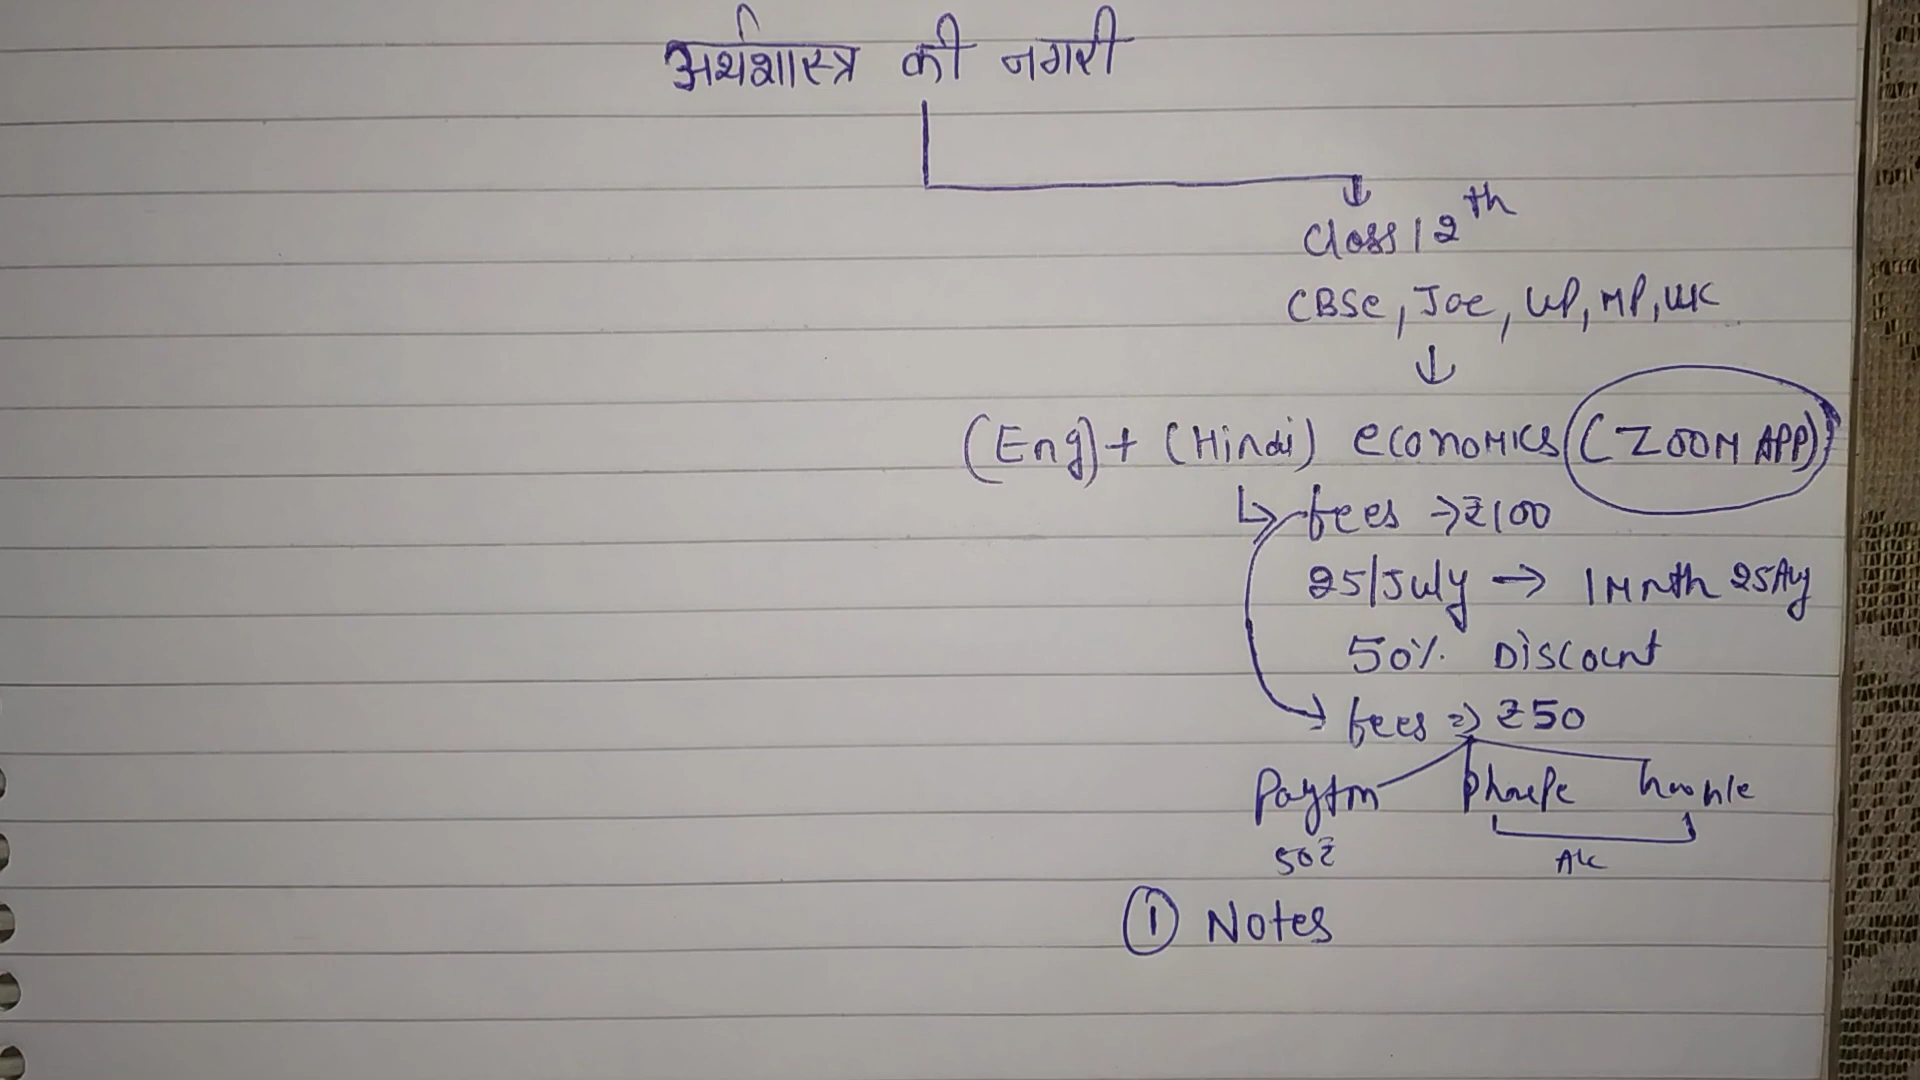 अर्थशास्त्र की नगरी
Class 12th
CBSE, Jac, UP, MP, UK
(Eng) + (Hindi) economics (ZOOM APP)
fees → ₹100
25/July → 1 Month 25 Aug
50% Discount
fees ⇒ ₹50
Paytm PhonePe
50₹
① Notes